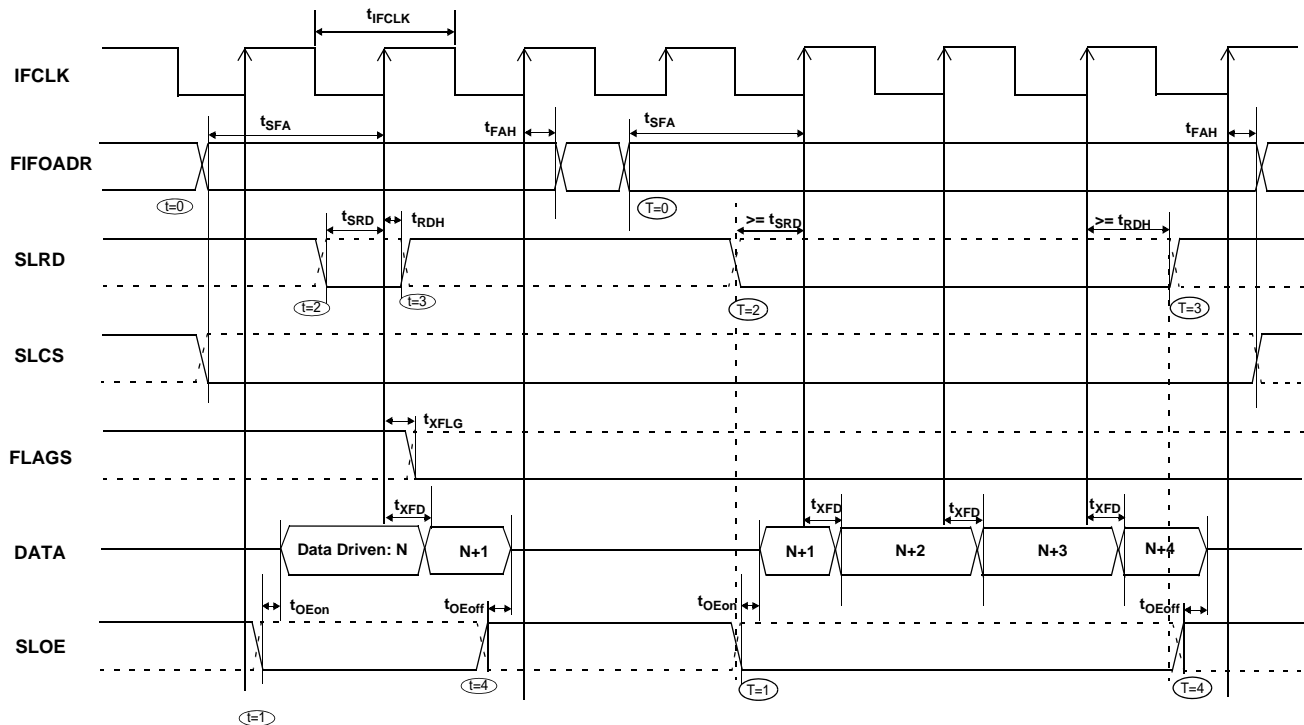 tIFCLK
IFCLK
tSFA
tFAH
tSFA
tFAH
FIFOADR
t=0
T=0
tSRD
tRDH
>= tSRD
>= tRDH
SLRD
t=2
t=3
T=2
T=3
SLCS
tXFLG
FLAGS
tXFD
tXFD
tXFD
tXFD
DATA
Data Driven: N
N+1
N+1
N+2
N+3
N+4
tOEon
tOEoff
tOEon
tOEoff
SLOE
t=4
T=1
T=4
t=1